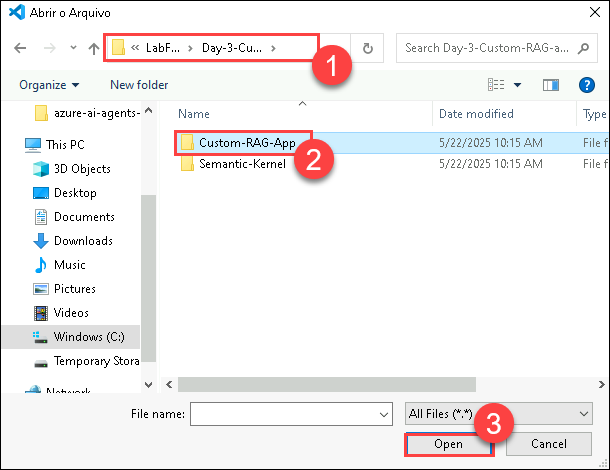 Abrir o Arquivo
« LabF... > Day-3-Cu... >
Search Day-3-Custom-RAG-a...
1
Organize
New folder
azure-ai-agents-
Name
Date modified
Type
This PC
Custom-RAG-App
5/22/2025 10:15 AM
File f
3D Objects
2
Semantic-Kernel
5/22/2025 10:15 AM
File f
Desktop
Documents
Downloads
Music
Pictures
Videos
Windows (C:)
Temporary Stora
Network
File name:
All Files (*.*)
3
Open
Cancel